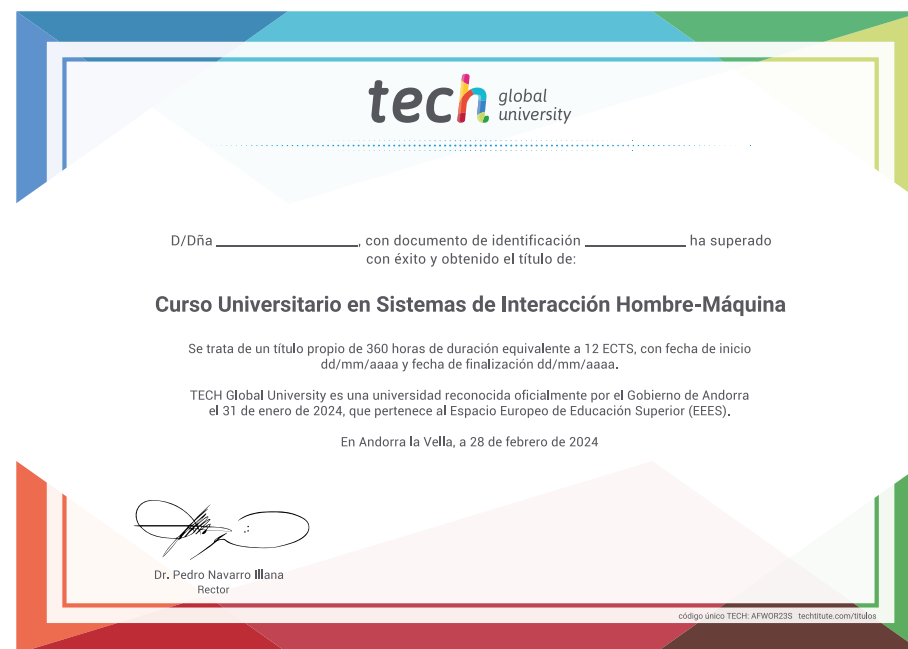 tech global university
D/Dña ____________, con documento de identificación ____________ ha superado
con éxito y obtenido el título de:
Curso Universitario en Sistemas de Interacción Hombre-Máquina
Se trata de un título propio de 360 horas de duración equivalente a 12 ECTS, con fecha de inicio
dd/mm/aaaa y fecha de finalización dd/mm/aaaa.
TECH Global University es una universidad reconocida oficialmente por el Gobierno de Andorra
el 31 de enero de 2024, que pertenece al Espacio Europeo de Educación Superior (EEES).
En Andorra la Vella, a 28 de febrero de 2024
Dr. Pedro Navarro Illana
Rector
código único TECH: AFWOR23S techtitute.com/titulos